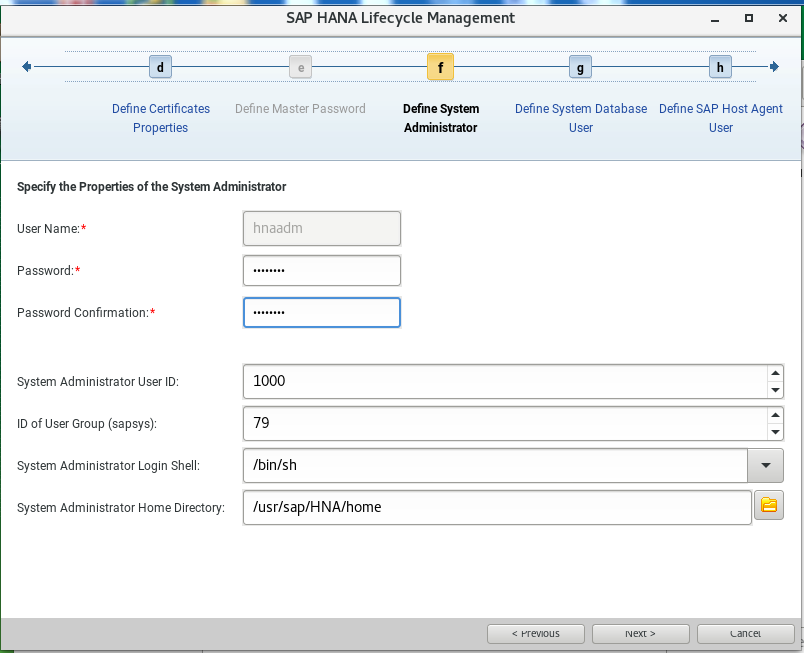 SAP HANA Lifecycle Management
d e f g h
Define Certificates Properties
Define Master Password
Define System Administrator
Define System Database User
Define SAP Host Agent User
Specify the Properties of the System Administrator
User Name:* hnaadm
Password:* ••••••••
Password Confirmation:* ••••••••
System Administrator User ID: 1000
ID of User Group (sapsys): 79
System Administrator Login Shell: /bin/sh
System Administrator Home Directory: /usr/sap/HNA/home
< Previous Next > Cancel